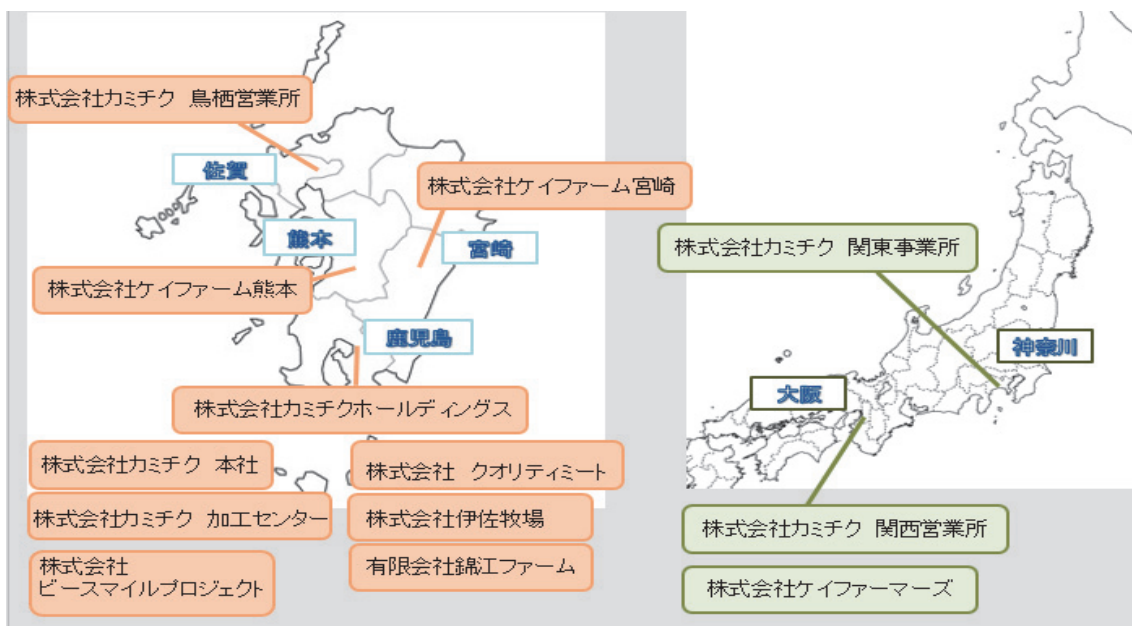 株式会社カミチク 鳥栖営業所
佐賀
株式会社ケイファーム宮崎
熊本
宮崎
株式会社ケイファーム熊本
鹿児島
株式会社カミチクホールディングス
株式会社カミチク 本社
株式会社 クオリティミート
株式会社カミチク 加工センター
株式会社伊佐牧場
株式会社
ビースマイルプロジェクト
有限会社錦江ファーム
株式会社カミチク 関東事業所
神奈川
大阪
株式会社カミチク 関西営業所
株式会社ケイファーマーズ